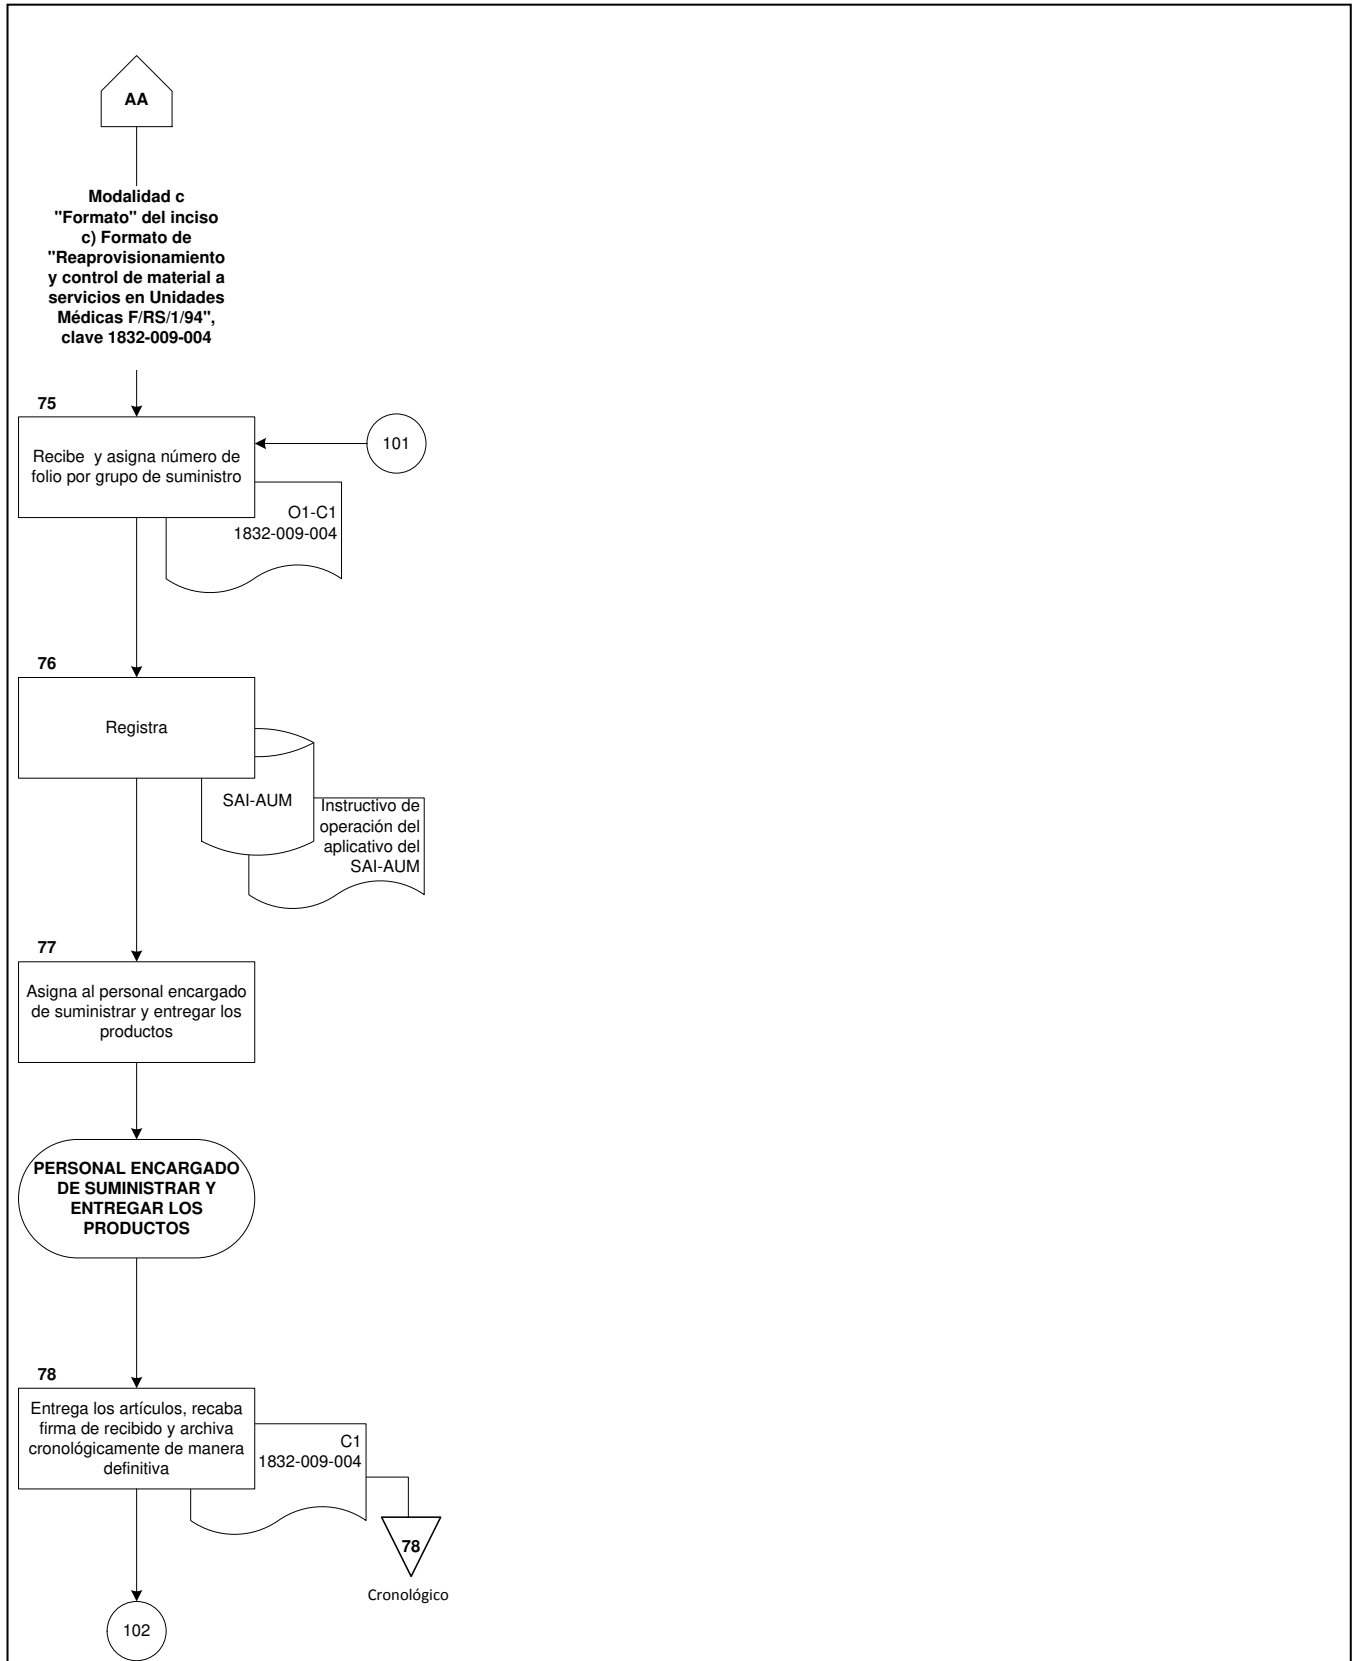 AA
Modalidad c
"Formato" del inciso
c) Formato de
"Reaprovisionamiento
y control de material a
servicios en Unidades
Médicas F/RS/1/94",
clave 1832-009-004
75
Recibe y asigna número de
folio por grupo de suministro
101
O1-C1
1832-009-004
76
Registra
SAI-AUM
Instructivo de
operación del
aplicativo del
SAI-AUM
77
Asigna al personal encargado
de suministrar y entregar los
productos
PERSONAL ENCARGADO
DE SUMINISTRAR Y
ENTREGAR LOS
PRODUCTOS
78
Entrega los artículos, recaba
firma de recibido y archiva
cronológicamente de manera
definitiva
C1
1832-009-004
78
Cronológico
102